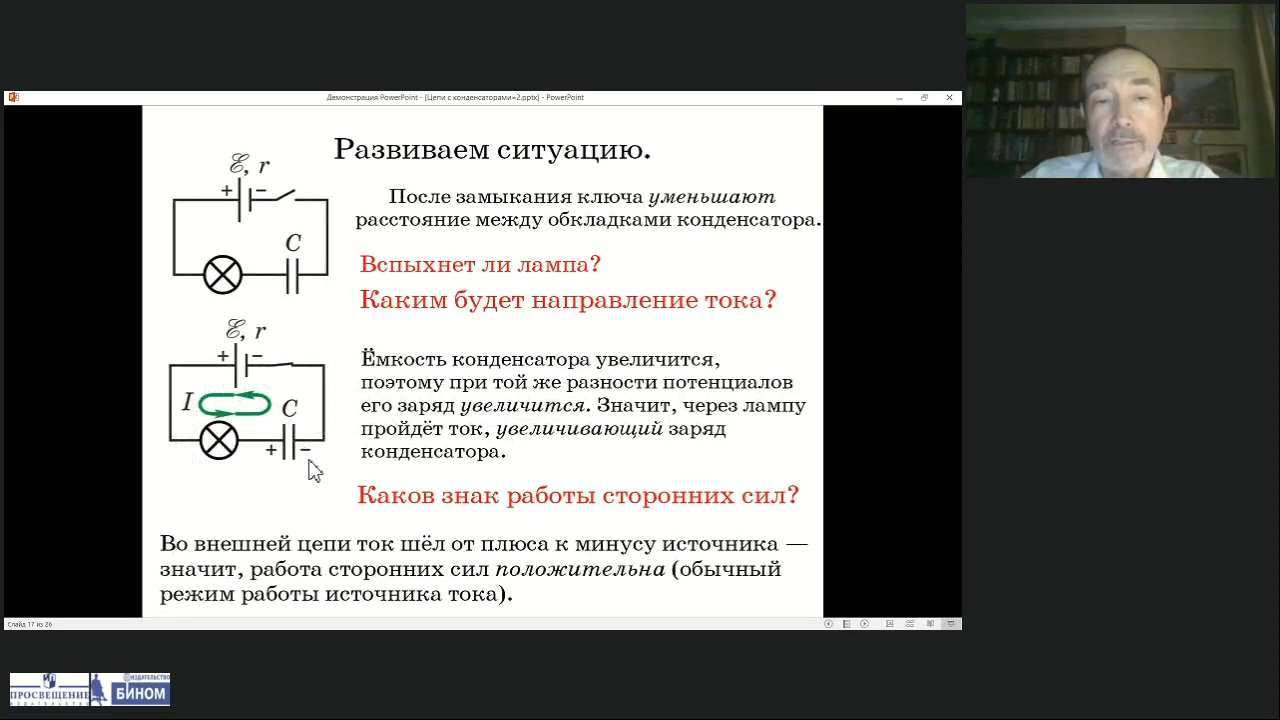 Демонстрация PowerPoint - [Цепи с конденсаторами=2.pptx] - PowerPoint
Развиваем ситуацию.
ℰ, r
+ −
C
После замыкания ключа уменьшают
расстояние между обкладками конденсатора.
Вспыхнет ли лампа?
Каким будет направление тока?
ℰ, r
+ −
I
C
+ −
Ёмкость конденсатора увеличится,
поэтому при той же разности потенциалов
его заряд увеличится. Значит, через лампу
пройдёт ток, увеличивающий заряд
конденсатора.
Каков знак работы сторонних сил?
Во внешней цепи ток шёл от плюса к минусу источника —
значит, работа сторонних сил положительна (обычный
режим работы источника тока).
Слайд 17 из 26
ПРОСВЕЩЕНИЕ
ИЗДАТЕЛЬСТВО
ИЗДАТЕЛЬСТВО
БИНОМ